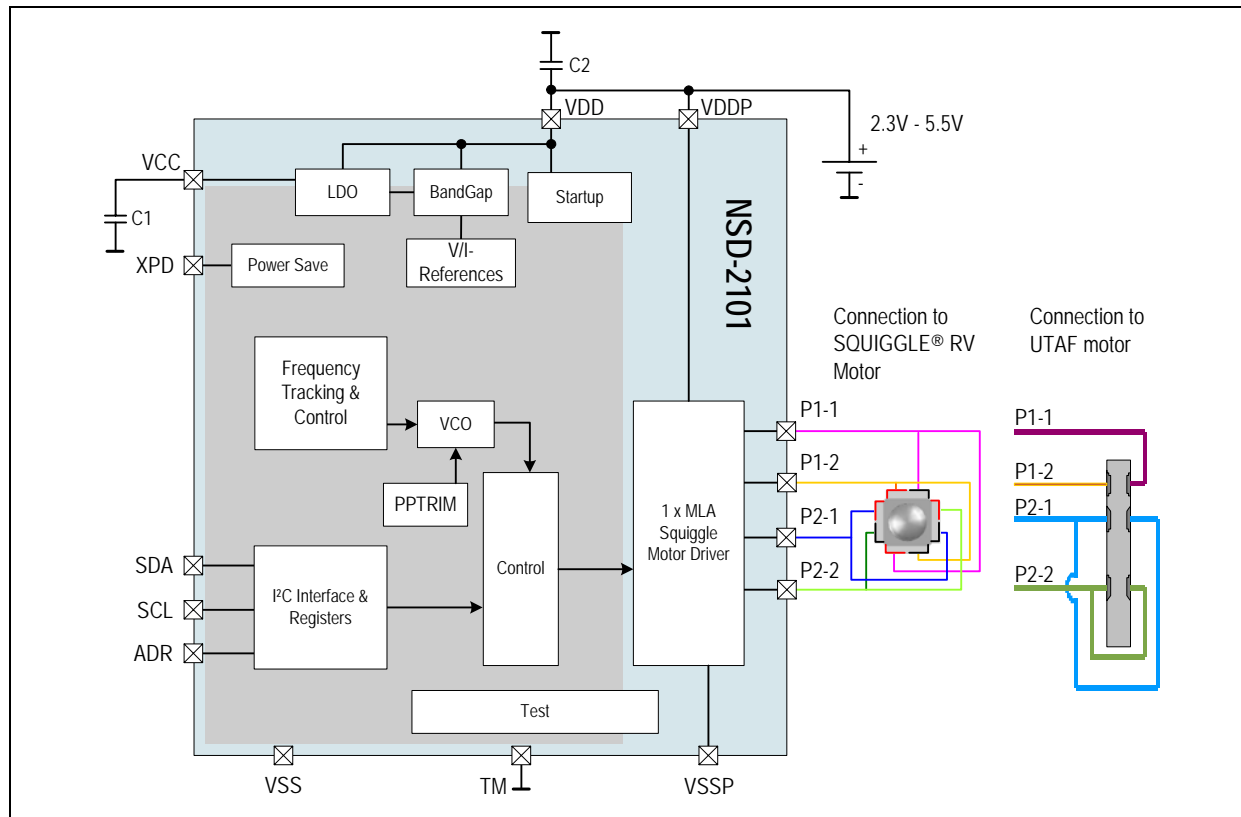 C2
VDD
VDDP
2.3V - 5.5V
+
-
VCC
LDO
BandGap
Startup
C1
V/I-
References
XPD
Power Save
NSD-2101
Connection to
SQUIGGLE® RV
Motor
Connection to
UTAF motor
Frequency
Tracking &
Control
VCO
PPTRIM
Control
1 x MLA
Squiggle
Motor Driver
P1-1
P1-2
P2-1
P2-2
P1-1
P1-2
P2-1
P2-2
SDA
SCL
ADR
I²C Interface &
Registers
Test
VSS
TM
VSSP